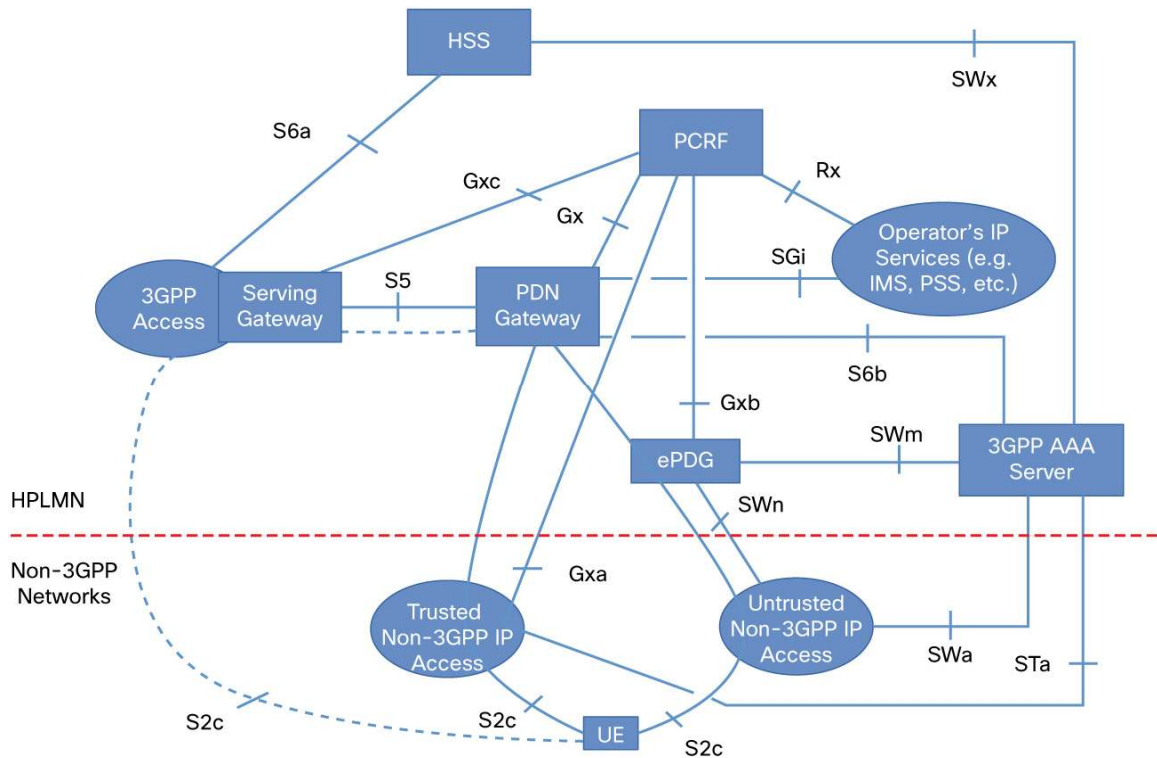 HSS
SWx
S6a
PCRF
Gxc
Rx
Gx
Operator's IP
Services (e.g.
IMS, PSS, etc.)
SGi
3GPP
Access
Serving
Gateway
S5
PDN
Gateway
S6b
Gxb
SWm
3GPP AAA
Server
ePDG
HPLMN
SWn
Non-3GPP
Networks
Gxa
Trusted
Non-3GPP IP
Access
Untrusted
Non-3GPP IP
Access
SWa
STa
S2c
S2c
UE
S2c